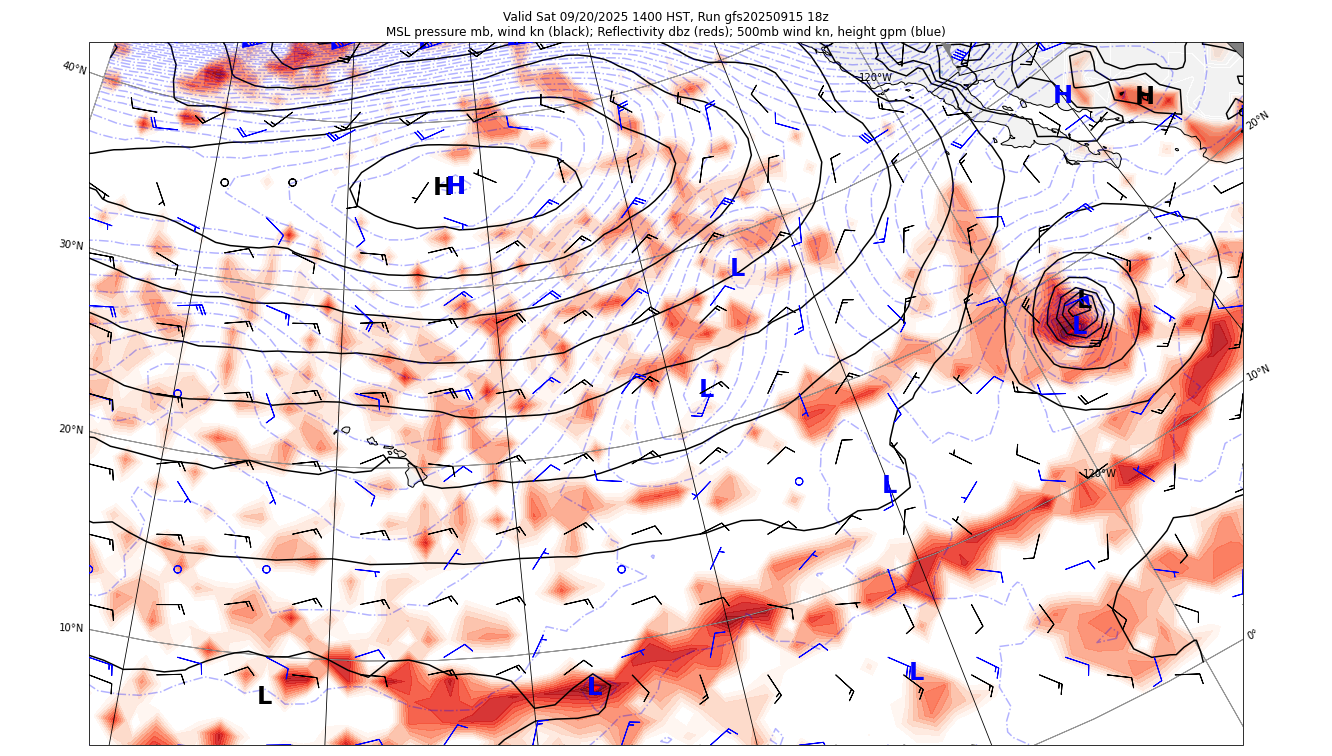 Valid Sat 09/20/2025 1400 HST, Run gfs20250915 18z
MSL pressure mb, wind kn (black); Reflectivity dbz (reds); 500mb wind kn, height gpm (blue)
40°N
120°W
H
H
20°N
H
H
30°N
L
L
L
10°N
L
20°N
120°W
L
10°N
0°
L
L
L